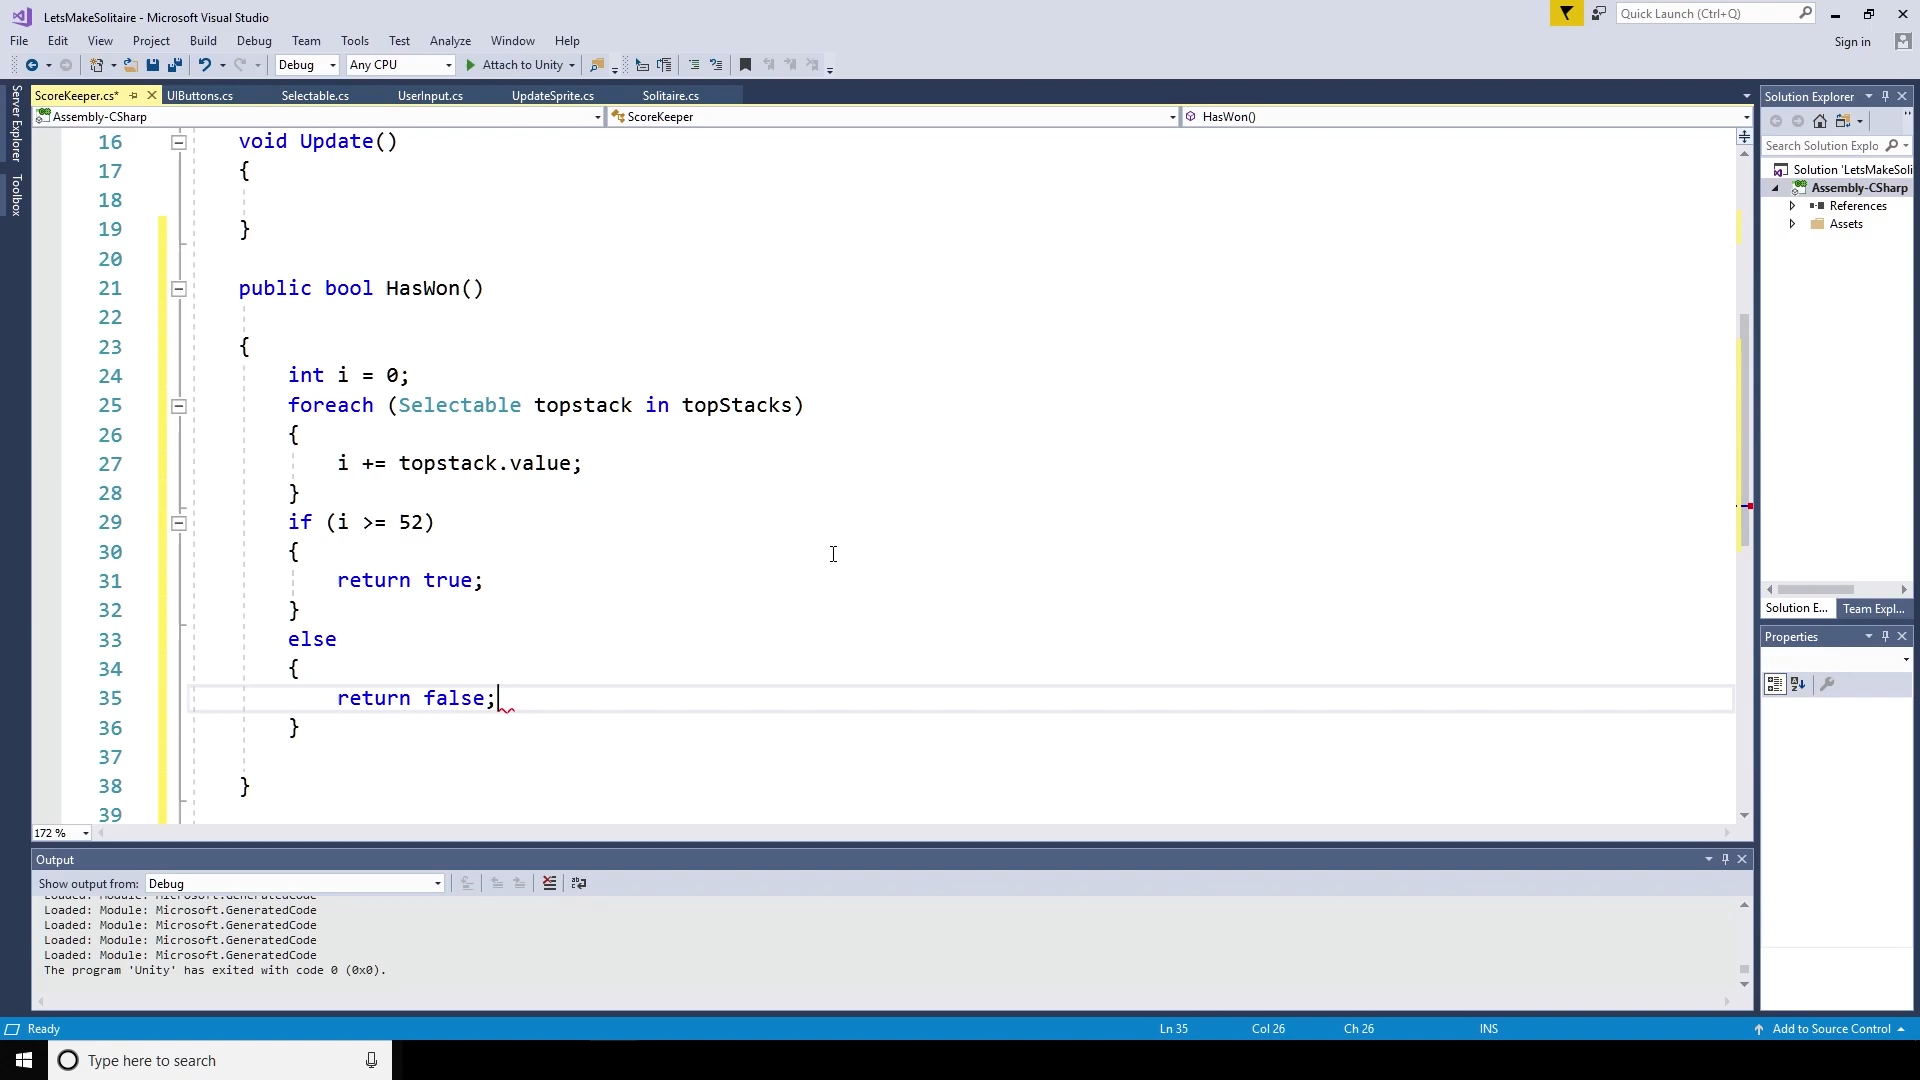 LetsMakeSolitaire - Microsoft Visual Studio
Quick Launch (Ctrl+Q)
File Edit View Project Build Debug Team Tools Test Analyze Window Help
Sign in
Debug Any CPU Attach to Unity
Server Explorer
Toolbox
ScoreKeeper.cs* UIButtons.cs Selectable.cs UserInput.cs UpdateSprite.cs Solitaire.cs
Assembly-CSharp ScoreKeeper HasWon()
16 void Update()
17 {
18
19 }
20
21 public bool HasWon()
22
23 {
24 int i = 0;
25 foreach (Selectable topstack in topStacks)
26 {
27 i += topstack.value;
28 }
29 if (i >= 52)
30 {
31 return true;
32 }
33 else
34 {
35 return false;
36 }
37
38 }
39
172 %
Solution Explorer
Search Solution Explo
Solution 'LetsMakeSoli
Assembly-CSharp
References
Assets
Solution E... Team Expl...
Properties
Output
Show output from: Debug
Loaded: Module: Microsoft.GeneratedCode
Loaded: Module: Microsoft.GeneratedCode
Loaded: Module: Microsoft.GeneratedCode
Loaded: Module: Microsoft.GeneratedCode
Loaded: Module: Microsoft.GeneratedCode
The program 'Unity' has exited with code 0 (0x0).
Ready Ln 35 Col 26 Ch 26 INS Add to Source Control
Type here to search